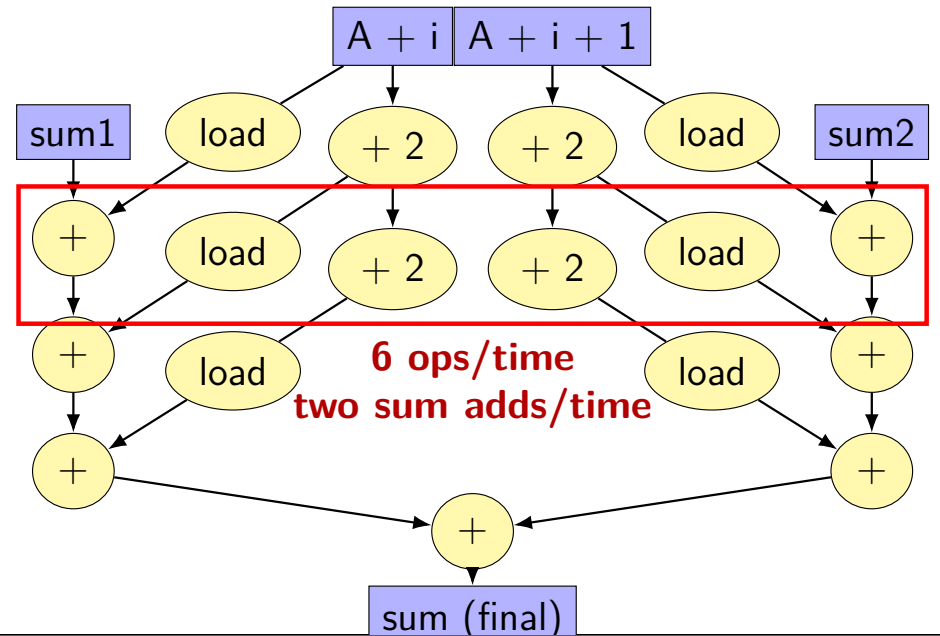 A + i
A + i + 1
sum1
load
+ 2
+ 2
load
sum2
+
load
+ 2
+ 2
load
+
+
load
6 ops/time
two sum adds/time
load
+
+
+
+
sum (final)